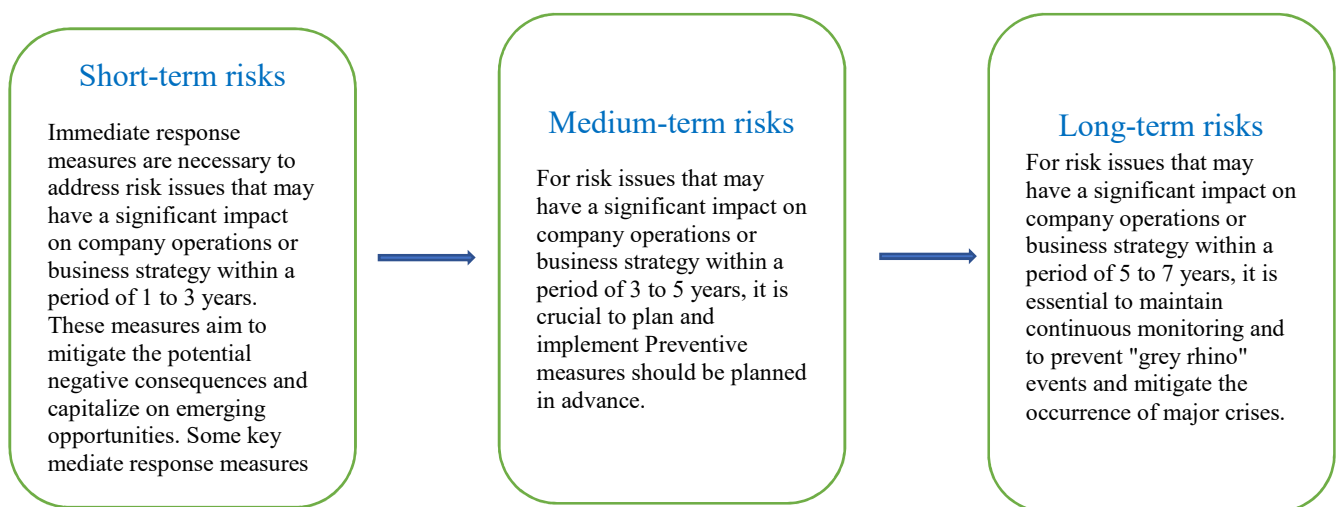 Short-term risks
Immediate response
measures are necessary to
address risk issues that may
have a significant impact
on company operations or
business strategy within a
period of 1 to 3 years.
These measures aim to
mitigate the potential
negative consequences and
capitalize on emerging
opportunities. Some key
mediate response measures
Medium-term risks
For risk issues that may
have a significant impact on
company operations or
business strategy within a
period of 3 to 5 years, it is
crucial to plan and
implement Preventive
measures should be planned
in advance.
Long-term risks
For risk issues that may
have a significant impact on
company operations or
business strategy within a
period of 5 to 7 years, it is
essential to maintain
continuous monitoring and
to prevent "grey rhino"
events and mitigate the
occurrence of major crises.